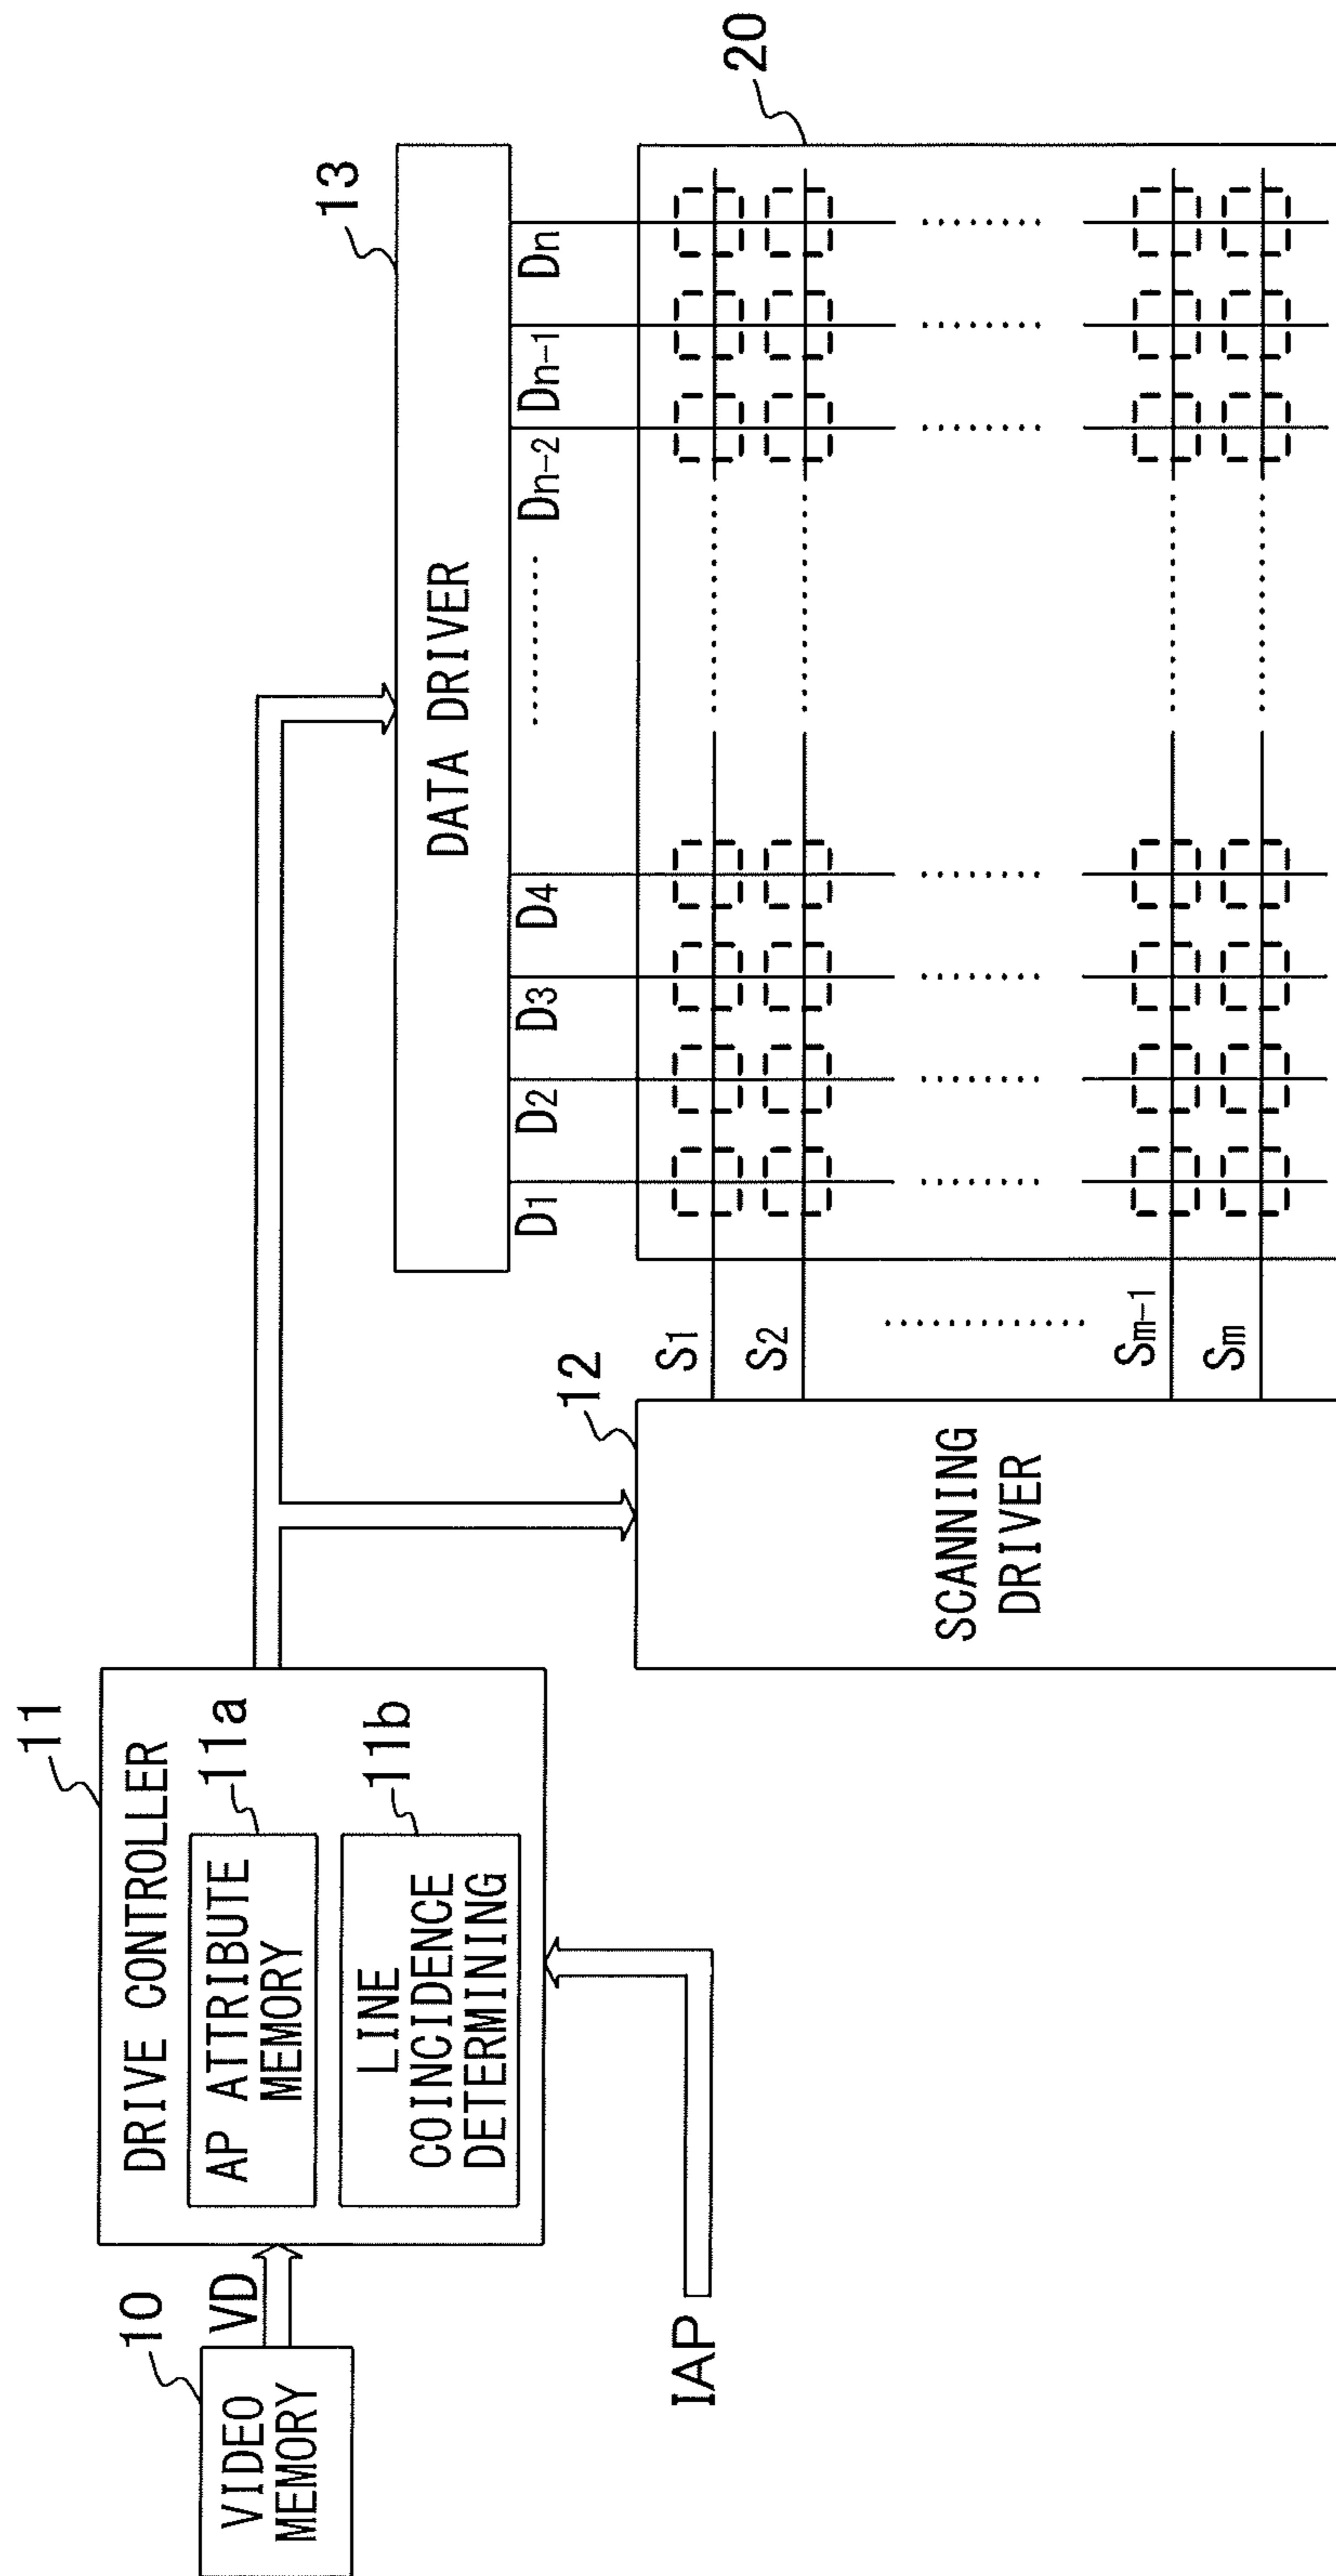 11
DRIVE CONTROLLER
10
VIDEO
MEMORY
VD
AP ATTRIBUTE
MEMORY
11a
LINE
COINCIDENCE
DETERMINING
11b
IAP
13
DATA DRIVER
D1 D2 D3 D4 ········· Dn-2 Dn-1 Dn
12
SCANNING
DRIVER
S1
S2
Sm-1
Sm
20